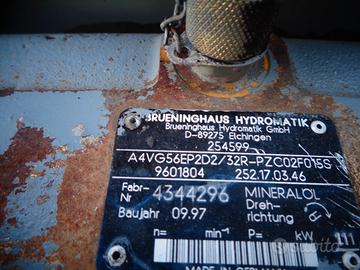 BRUENINGHAUS HYDROMATIK
Brueninghaus Hydromatik GmbH
D-89275 Elchingen
254599
A4VG56EP2D2/32R-PZC02F015S
9601804 252.17.03.46
Fabr-
Nr 4344296 MINERALÖL
Baujahr 09.97 Dreh-
richtung
n= min⁻¹ P= kW
MADE IN GERMANY